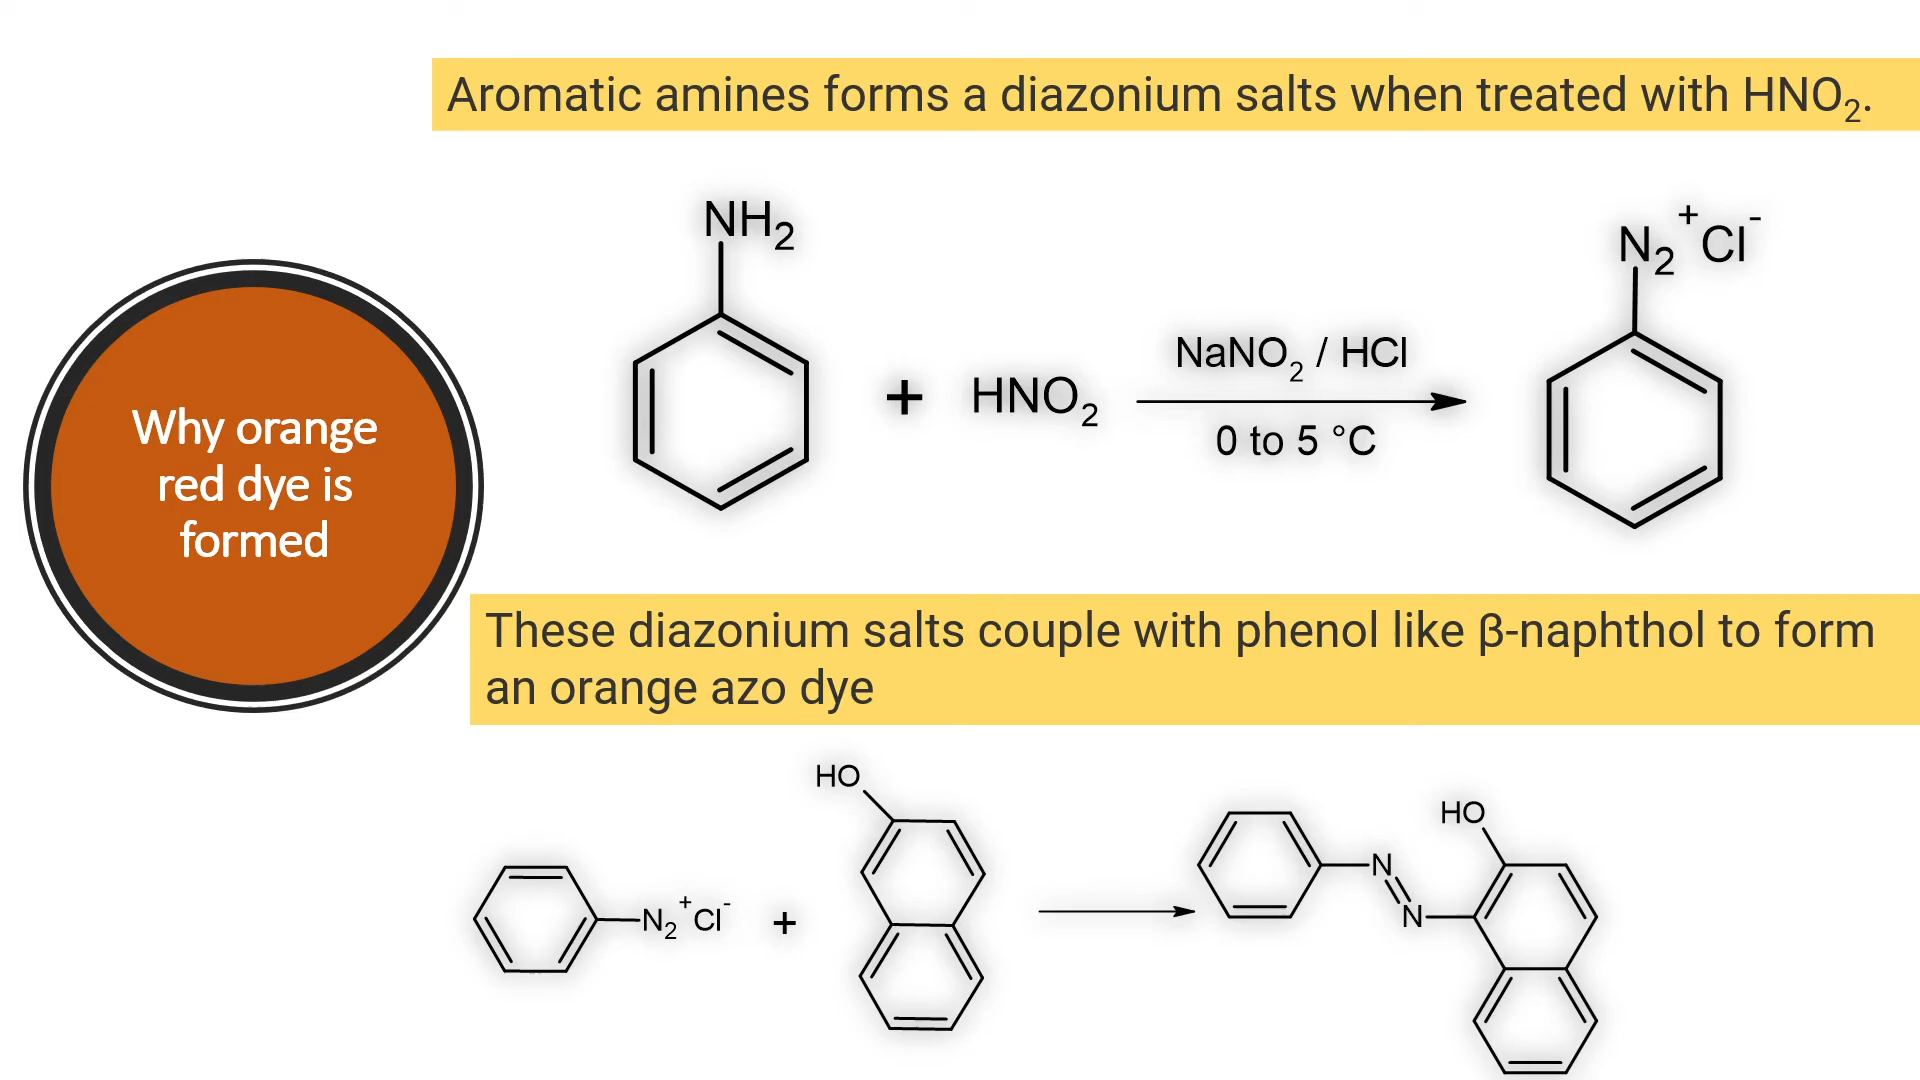 Aromatic amines forms a diazonium salts when treated with HNO₂.
NH₂
+ HNO₂
NaNO₂ / HCl
0 to 5 °C
N₂⁺Cl⁻
Why orange
red dye is
formed
These diazonium salts couple with phenol like β-naphthol to form
an orange azo dye
N₂⁺Cl⁻
+
HO
HO
N
N